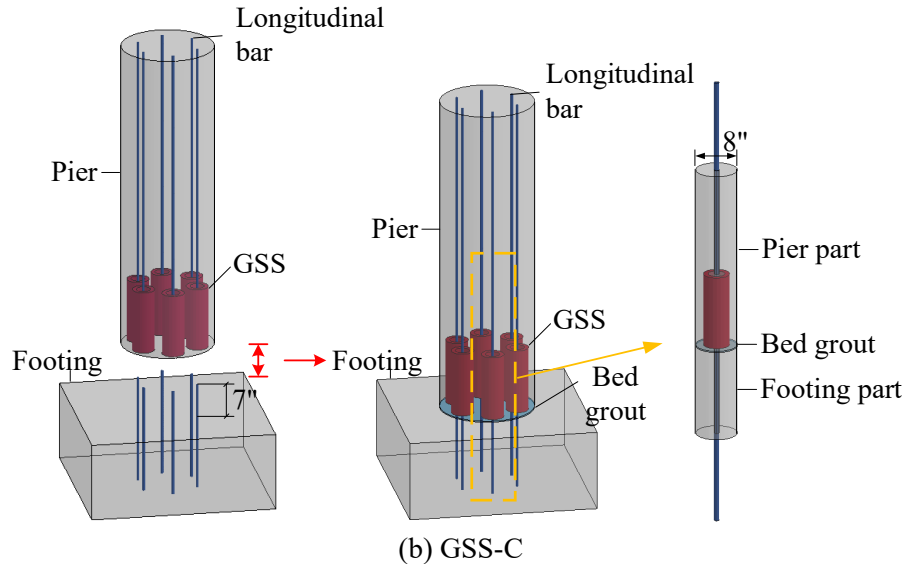 Longitudinal
bar
Pier
GSS
Footing
7"
Longitudinal
bar
Pier
GSS
Footing
Bed
grout
8"
Pier part
Bed grout
Footing part
(b) GSS-C